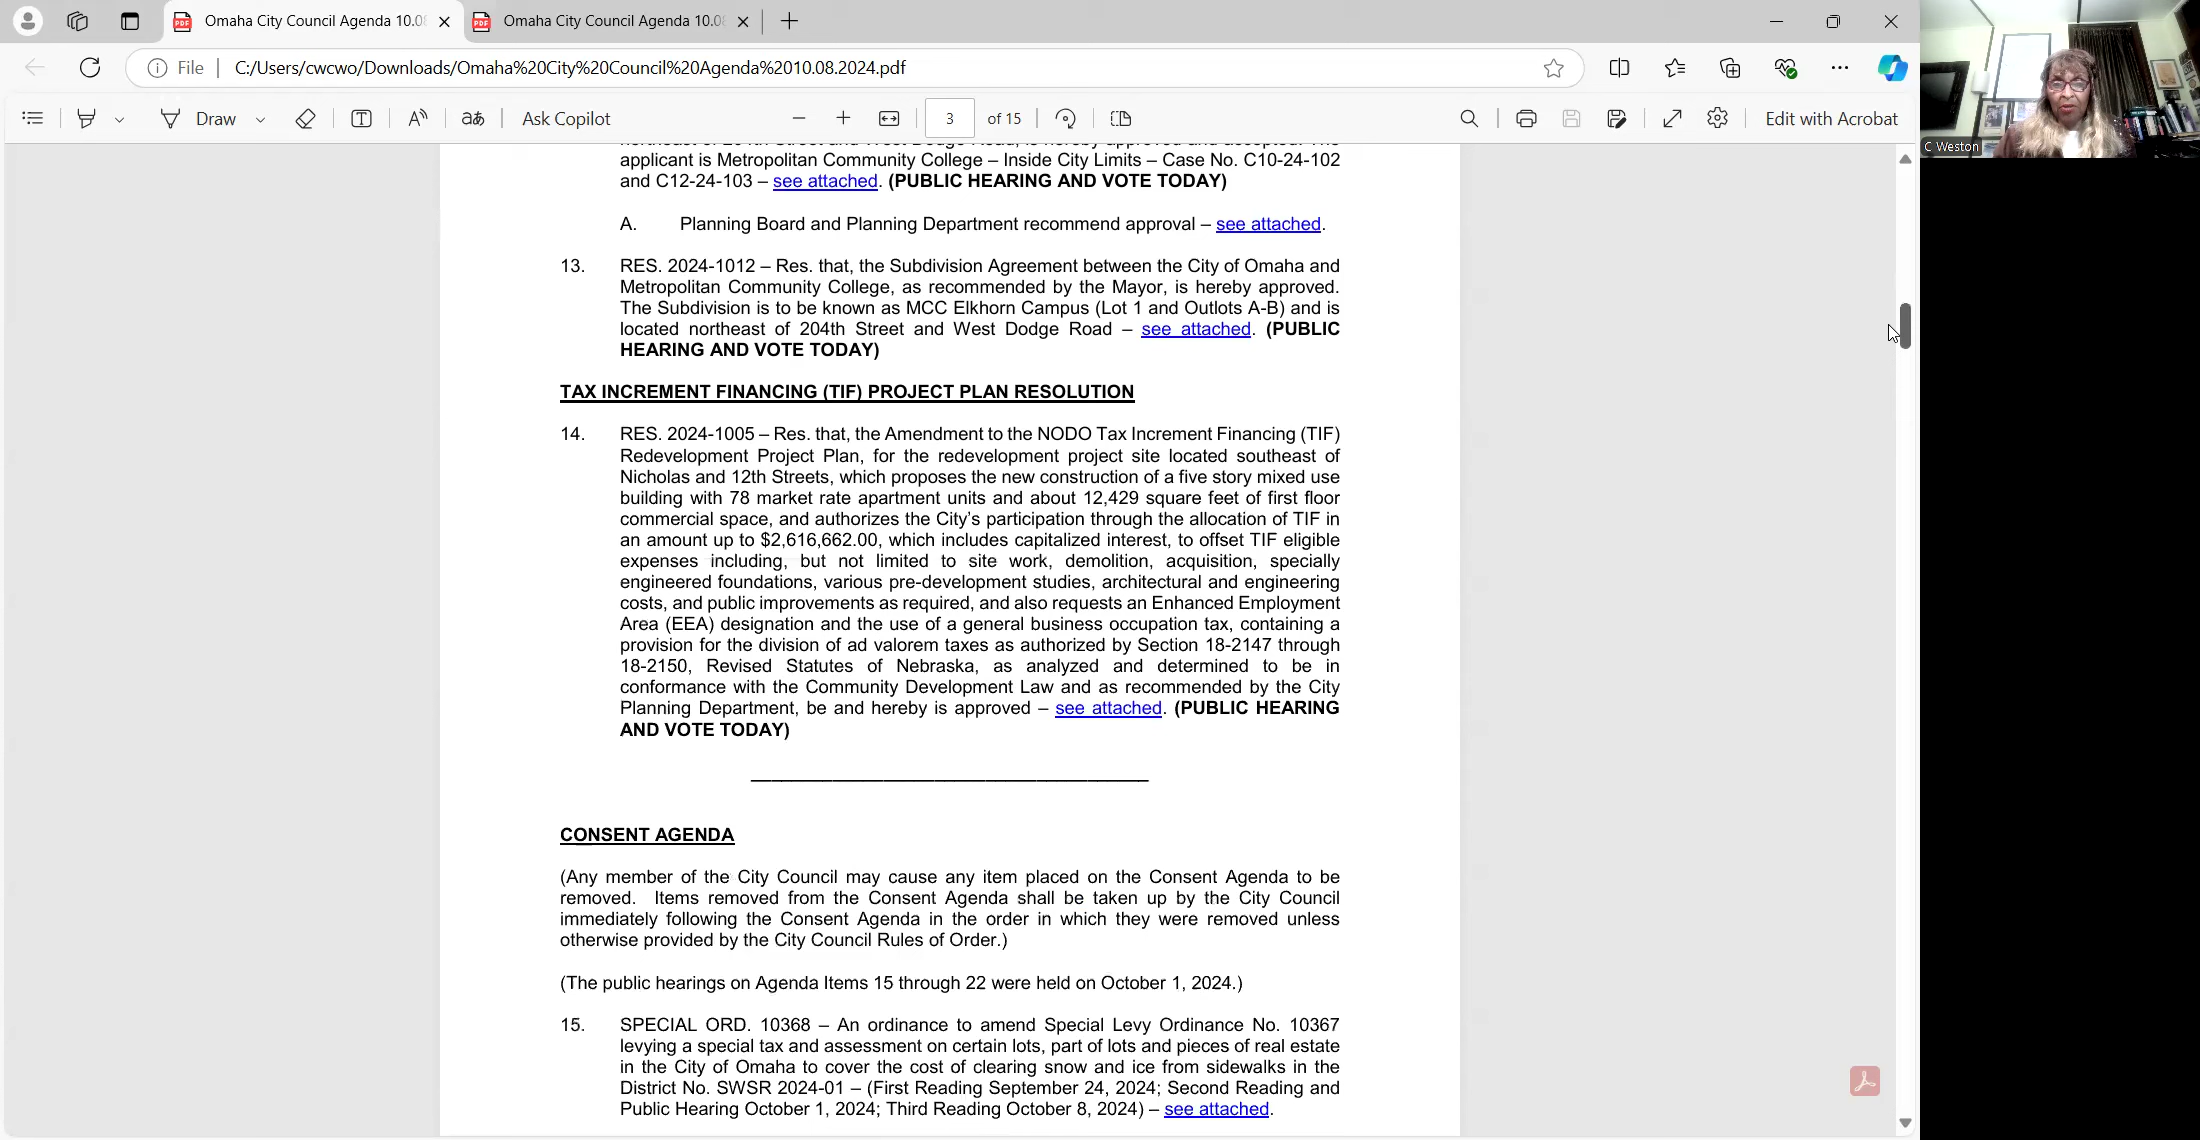 Omaha City Council Agenda 10.08
Omaha City Council Agenda 10.08
File
C:/Users/cwcwo/Downloads/Omaha%20City%20Council%20Agenda%2010.08.2024.pdf
Draw
Ask Copilot
3 of 15
Edit with Acrobat
C Weston
applicant is Metropolitan Community College – Inside City Limits – Case No. C10-24-102
and C12-24-103 – see attached. (PUBLIC HEARING AND VOTE TODAY)
A. Planning Board and Planning Department recommend approval – see attached.
13. RES. 2024-1012 – Res. that, the Subdivision Agreement between the City of Omaha and
Metropolitan Community College, as recommended by the Mayor, is hereby approved.
The Subdivision is to be known as MCC Elkhorn Campus (Lot 1 and Outlots A-B) and is
located northeast of 204th Street and West Dodge Road – see attached. (PUBLIC
HEARING AND VOTE TODAY)
TAX INCREMENT FINANCING (TIF) PROJECT PLAN RESOLUTION
14. RES. 2024-1005 – Res. that, the Amendment to the NODO Tax Increment Financing (TIF)
Redevelopment Project Plan, for the redevelopment project site located southeast of
Nicholas and 12th Streets, which proposes the new construction of a five story mixed use
building with 78 market rate apartment units and about 12,429 square feet of first floor
commercial space, and authorizes the City’s participation through the allocation of TIF in
an amount up to $2,616,662.00, which includes capitalized interest, to offset TIF eligible
expenses including, but not limited to site work, demolition, acquisition, specially
engineered foundations, various pre-development studies, architectural and engineering
costs, and public improvements as required, and also requests an Enhanced Employment
Area (EEA) designation and the use of a general business occupation tax, containing a
provision for the division of ad valorem taxes as authorized by Section 18-2147 through
18-2150, Revised Statutes of Nebraska, as analyzed and determined to be in
conformance with the Community Development Law and as recommended by the City
Planning Department, be and hereby is approved – see attached. (PUBLIC HEARING
AND VOTE TODAY)
CONSENT AGENDA
(Any member of the City Council may cause any item placed on the Consent Agenda to be
removed. Items removed from the Consent Agenda shall be taken up by the City Council
immediately following the Consent Agenda in the order in which they were removed unless
otherwise provided by the City Council Rules of Order.)
(The public hearings on Agenda Items 15 through 22 were held on October 1, 2024.)
15. SPECIAL ORD. 10368 – An ordinance to amend Special Levy Ordinance No. 10367
levying a special tax and assessment on certain lots, part of lots and pieces of real estate
in the City of Omaha to cover the cost of clearing snow and ice from sidewalks in the
District No. SWSR 2024-01 – (First Reading September 24, 2024; Second Reading and
Public Hearing October 1, 2024; Third Reading October 8, 2024) – see attached.